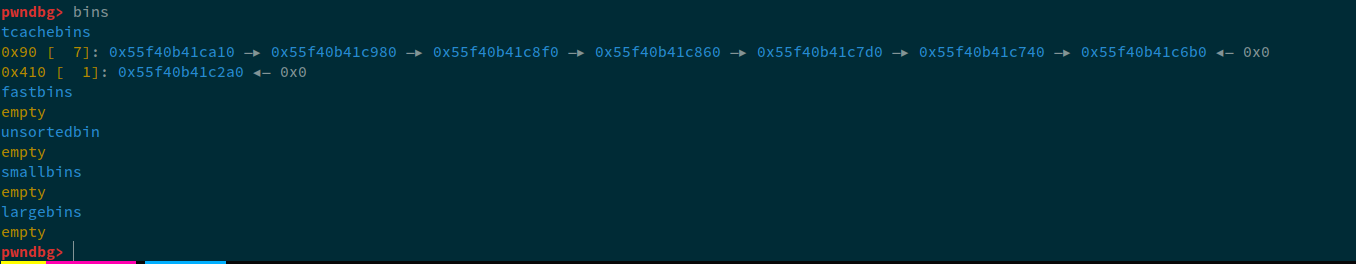 pwndbg> bins
tcachebins
0x90 [  7]: 0x55f40b41ca10 —▸ 0x55f40b41c980 —▸ 0x55f40b41c8f0 —▸ 0x55f40b41c860 —▸ 0x55f40b41c7d0 —▸ 0x55f40b41c740 —▸ 0x55f40b41c6b0 ◂— 0x0
0x410 [  1]: 0x55f40b41c2a0 ◂— 0x0
fastbins
empty
unsortedbin
empty
smallbins
empty
largebins
empty
pwndbg>